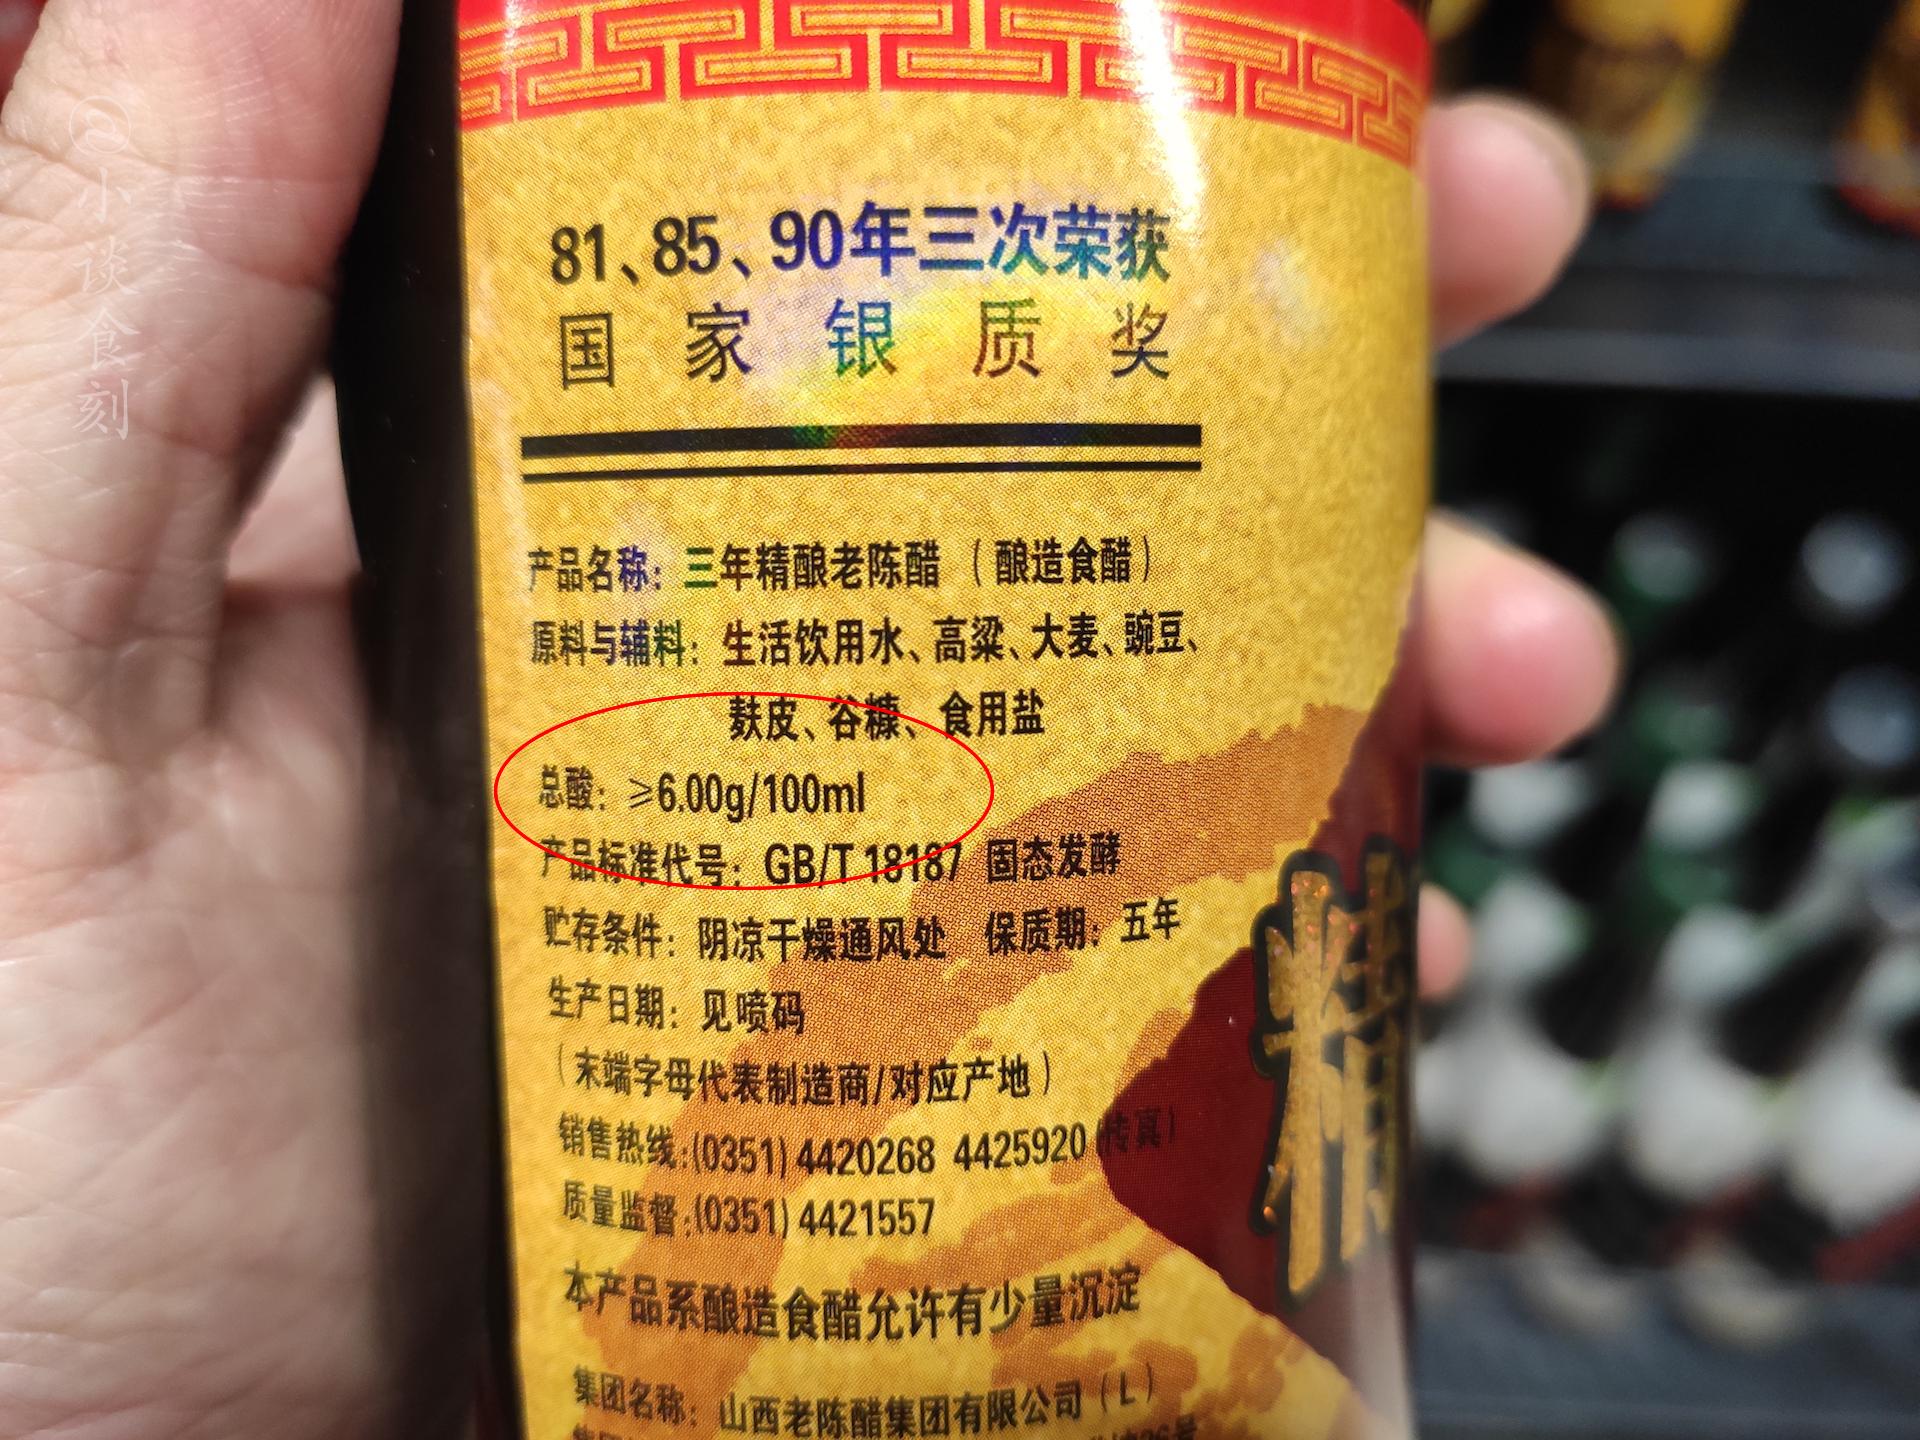 小谈食刻
81、85、90年三次荣获
国家银质奖
产品名称：三年精酿老陈醋（酿造食醋）
原料与辅料：生活饮用水、高粱、大麦、豌豆、
麸皮、谷糠、食用盐
总酸：≥6.00g/100ml
产品标准代号：GB/T 18187 固态发酵
贮存条件：阴凉干燥通风处 保质期：五年
生产日期：见喷码
（末端字母代表制造商/对应产地）
销售热线:(0351) 4420268 4425920(传真)
质量监督:(0351) 4421557
本产品系酿造食醋允许有少量沉淀
集团名称：山西老陈醋集团有限公司（L）
精